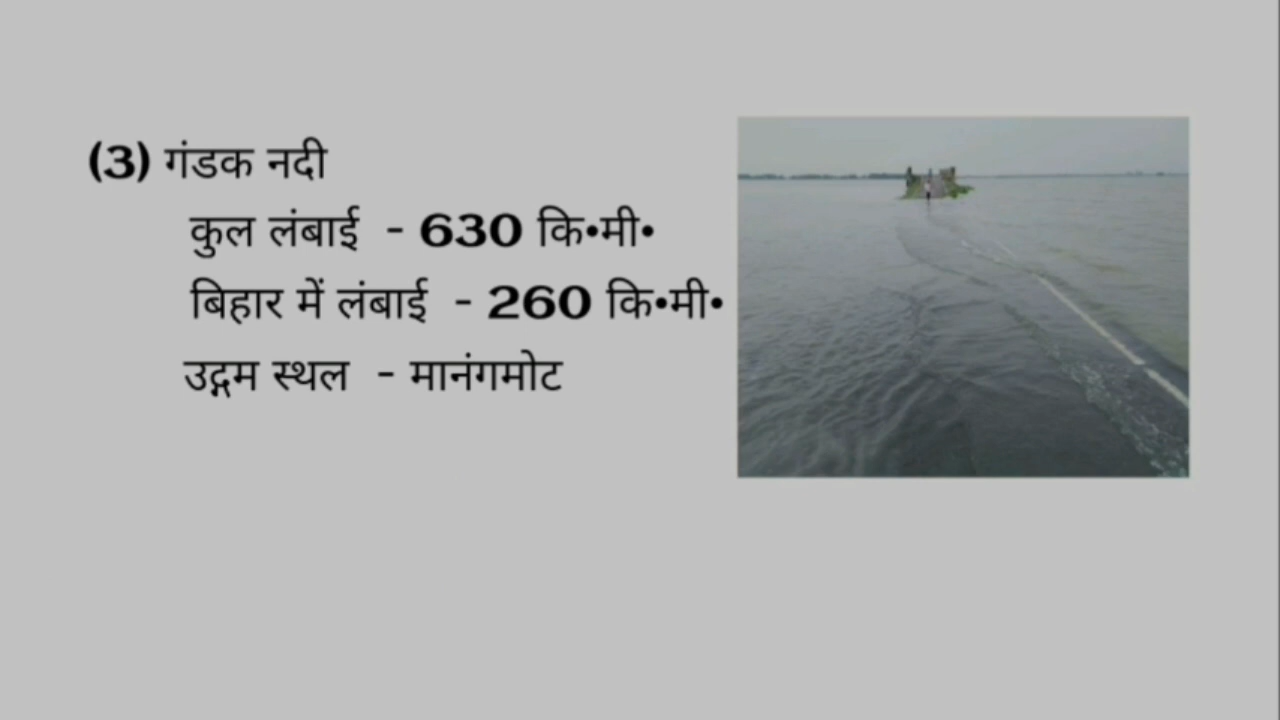 (3) गंडक नदी
कुल लंबाई - 630 कि•मी•
बिहार में लंबाई - 260 कि•मी•
उद्गम स्थल - मानंगमोट